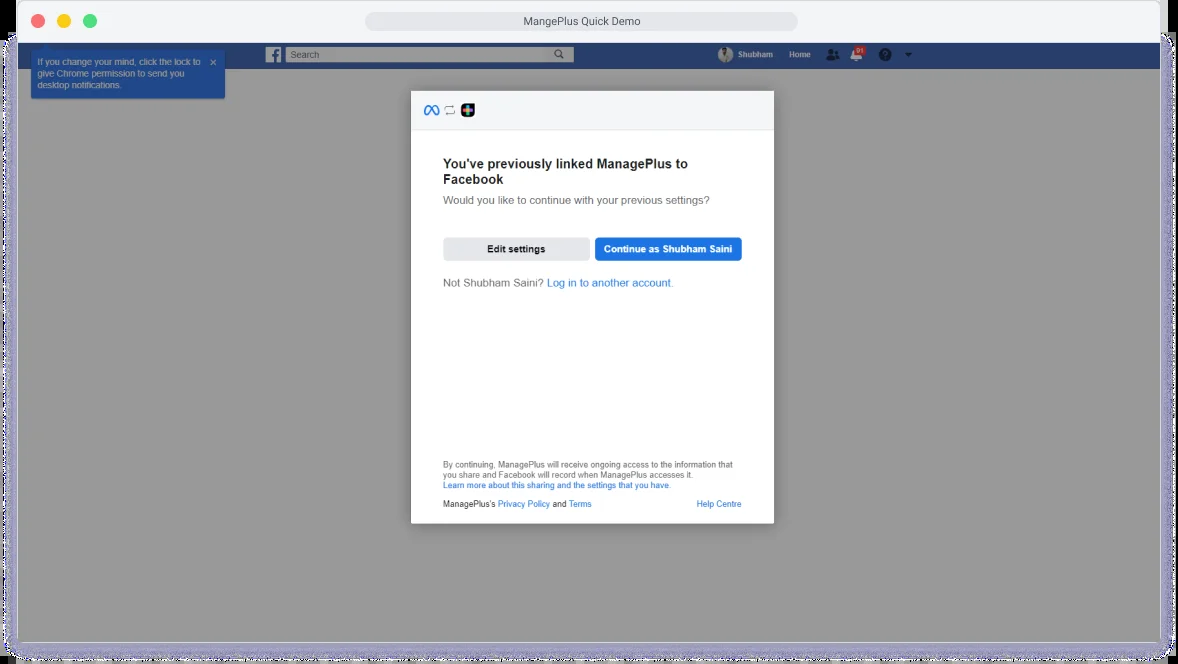 MangePlus Quick Demo
If you change your mind, click the lock to
give Chrome permission to send you
desktop notifications.
Search
Shubham
Home
91
You've previously linked ManagePlus to
Facebook
Would you like to continue with your previous settings?
Edit settings
Continue as Shubham Saini
Not Shubham Saini? Log in to another account.
By continuing, ManagePlus will receive ongoing access to the information that
you share and Facebook will record when ManagePlus accesses it.
Learn more about this sharing and the settings that you have.
ManagePlus's Privacy Policy and Terms
Help Centre